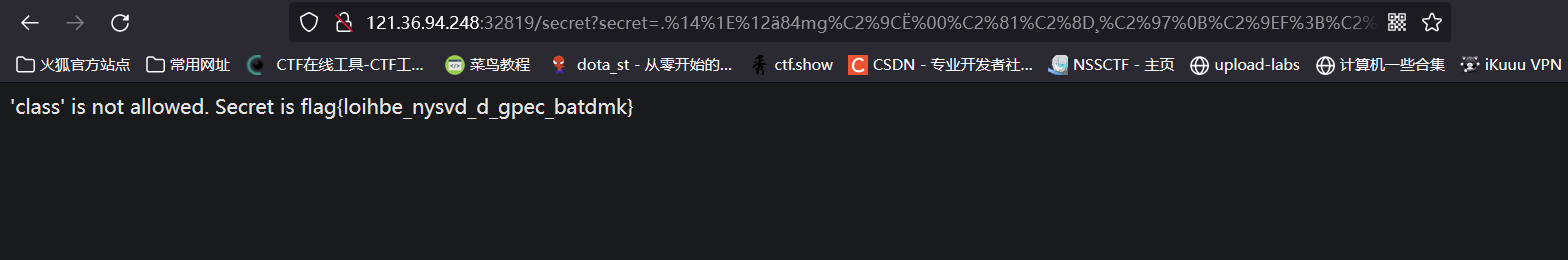 121.36.94.248:32819/secret?secret=.%14%1E%12ä84mg%C2%9CË%00%C2%81%C2%8D¸%C2%97%0B%C2%9EF%3B%C2%
火狐官方站点 常用网址 CTF在线工具-CTF工... 菜鸟教程 dota_st - 从零开始的... ctf.show CSDN - 专业开发者社... NSSCTF - 主页 upload-labs 计算机一些合集 iKuuu VPN
'class' is not allowed. Secret is flag{loihbe_nysvd_d_gpec_batdmk}